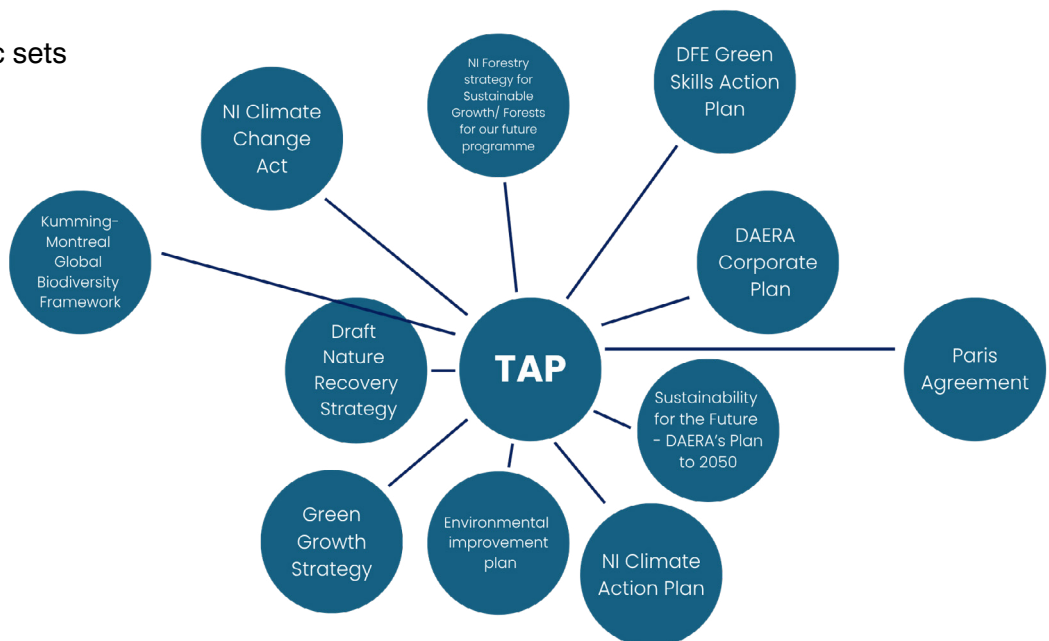 c sets
NI Forestry
strategy for
Sustainable
Growth/ Forests
for our future
programme
DFE Green
Skills Action
Plan
NI Climate
Change
Act
Kumming-
Montreal
Global
Biodiversity
Framework
DAERA
Corporate
Plan
Draft
Nature
Recovery
Strategy
TAP
Paris
Agreement
Sustainability
for the Future
- DAERA's Plan
to 2050
Green
Growth
Strategy
Environmental
improvement
plan
NI Climate
Action Plan